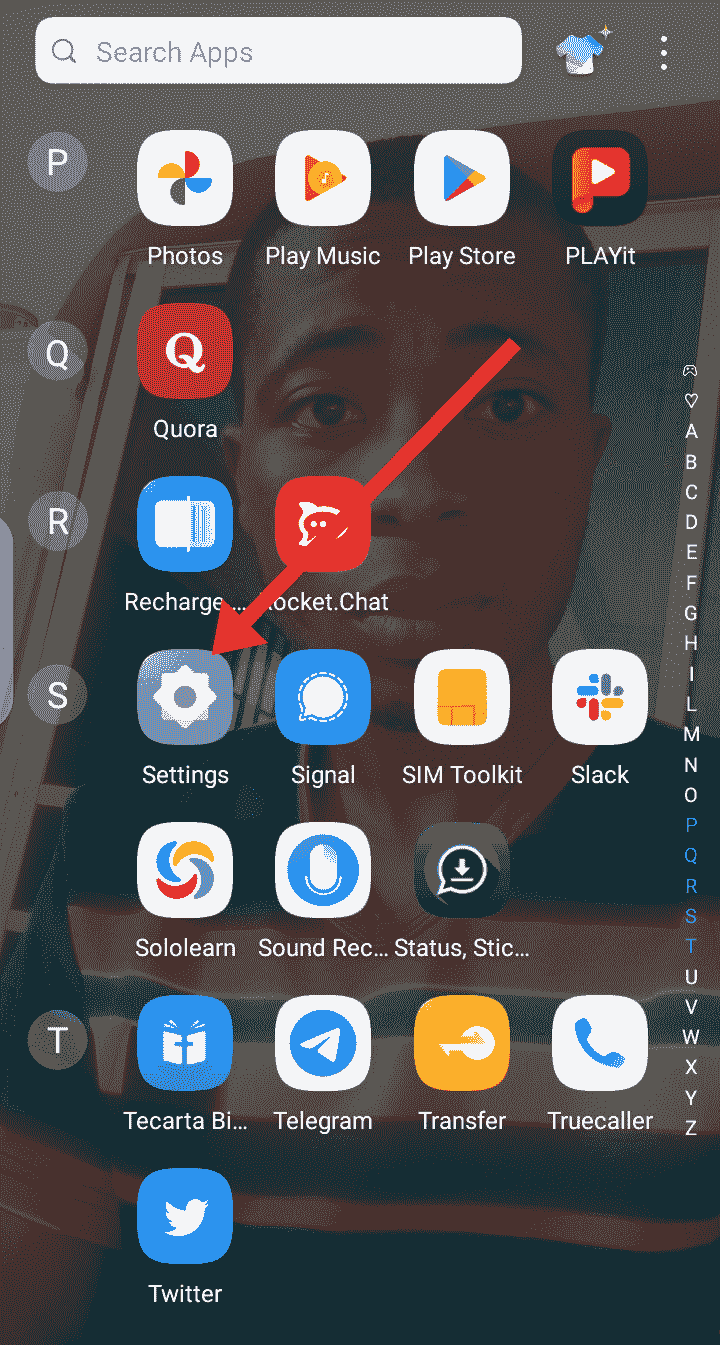 Search Apps
P
Photos
Play Music
Play Store
PLAYit
Q
Q
Quora
R
Recharge ...
ocket.Chat
S
Settings
Signal
SIM Toolkit
Slack
Sololearn
Sound Rec...
Status, Stic...
T
Tecarta Bi...
Telegram
Transfer
Truecaller
Twitter
A
B
C
D
E
F
G
H
I
L
M
N
O
P
Q
R
S
T
U
V
W
X
Y
Z